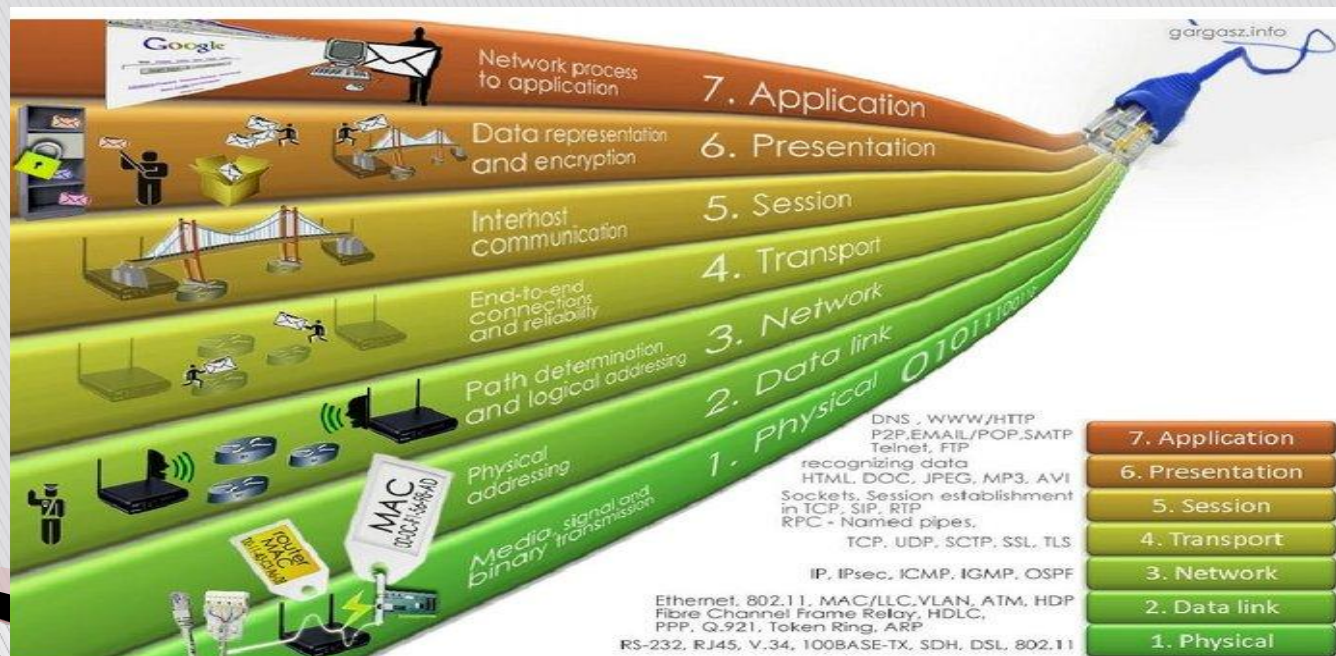 gargasz.info
Google
Network process
to application
7. Application
Data representation
and encryption
6. Presentation
Interhost
communication
5. Session
End-to-end
connections
and reliability
4. Transport
Path determination
and logical addressing
3. Network
Physical
addressing
2. Data link
Media, signal and
binary transmission
1. Physical
router
MAC
MAC
DNS , WWW/HTTP
P2P,EMAIL/POP,SMTP
Telnet, FTP
7. Application
recognizing data
HTML, DOC, JPEG, MP3, AVI
6. Presentation
Sockets, Session establishment
in TCP, SIP, RTP
RPC - Named pipes,
5. Session
TCP, UDP, SCTP, SSL, TLS
4. Transport
IP, IPsec, ICMP, IGMP, OSPF
3. Network
Ethernet, 802.11, MAC/LLC,VLAN, ATM, HDP
Fibre Channel Frame Relay, HDLC,
PPP, Q.921, Token Ring, ARP
2. Data link
RS-232, RJ45, V.34, 100BASE-TX, SDH, DSL, 802.11
1. Physical